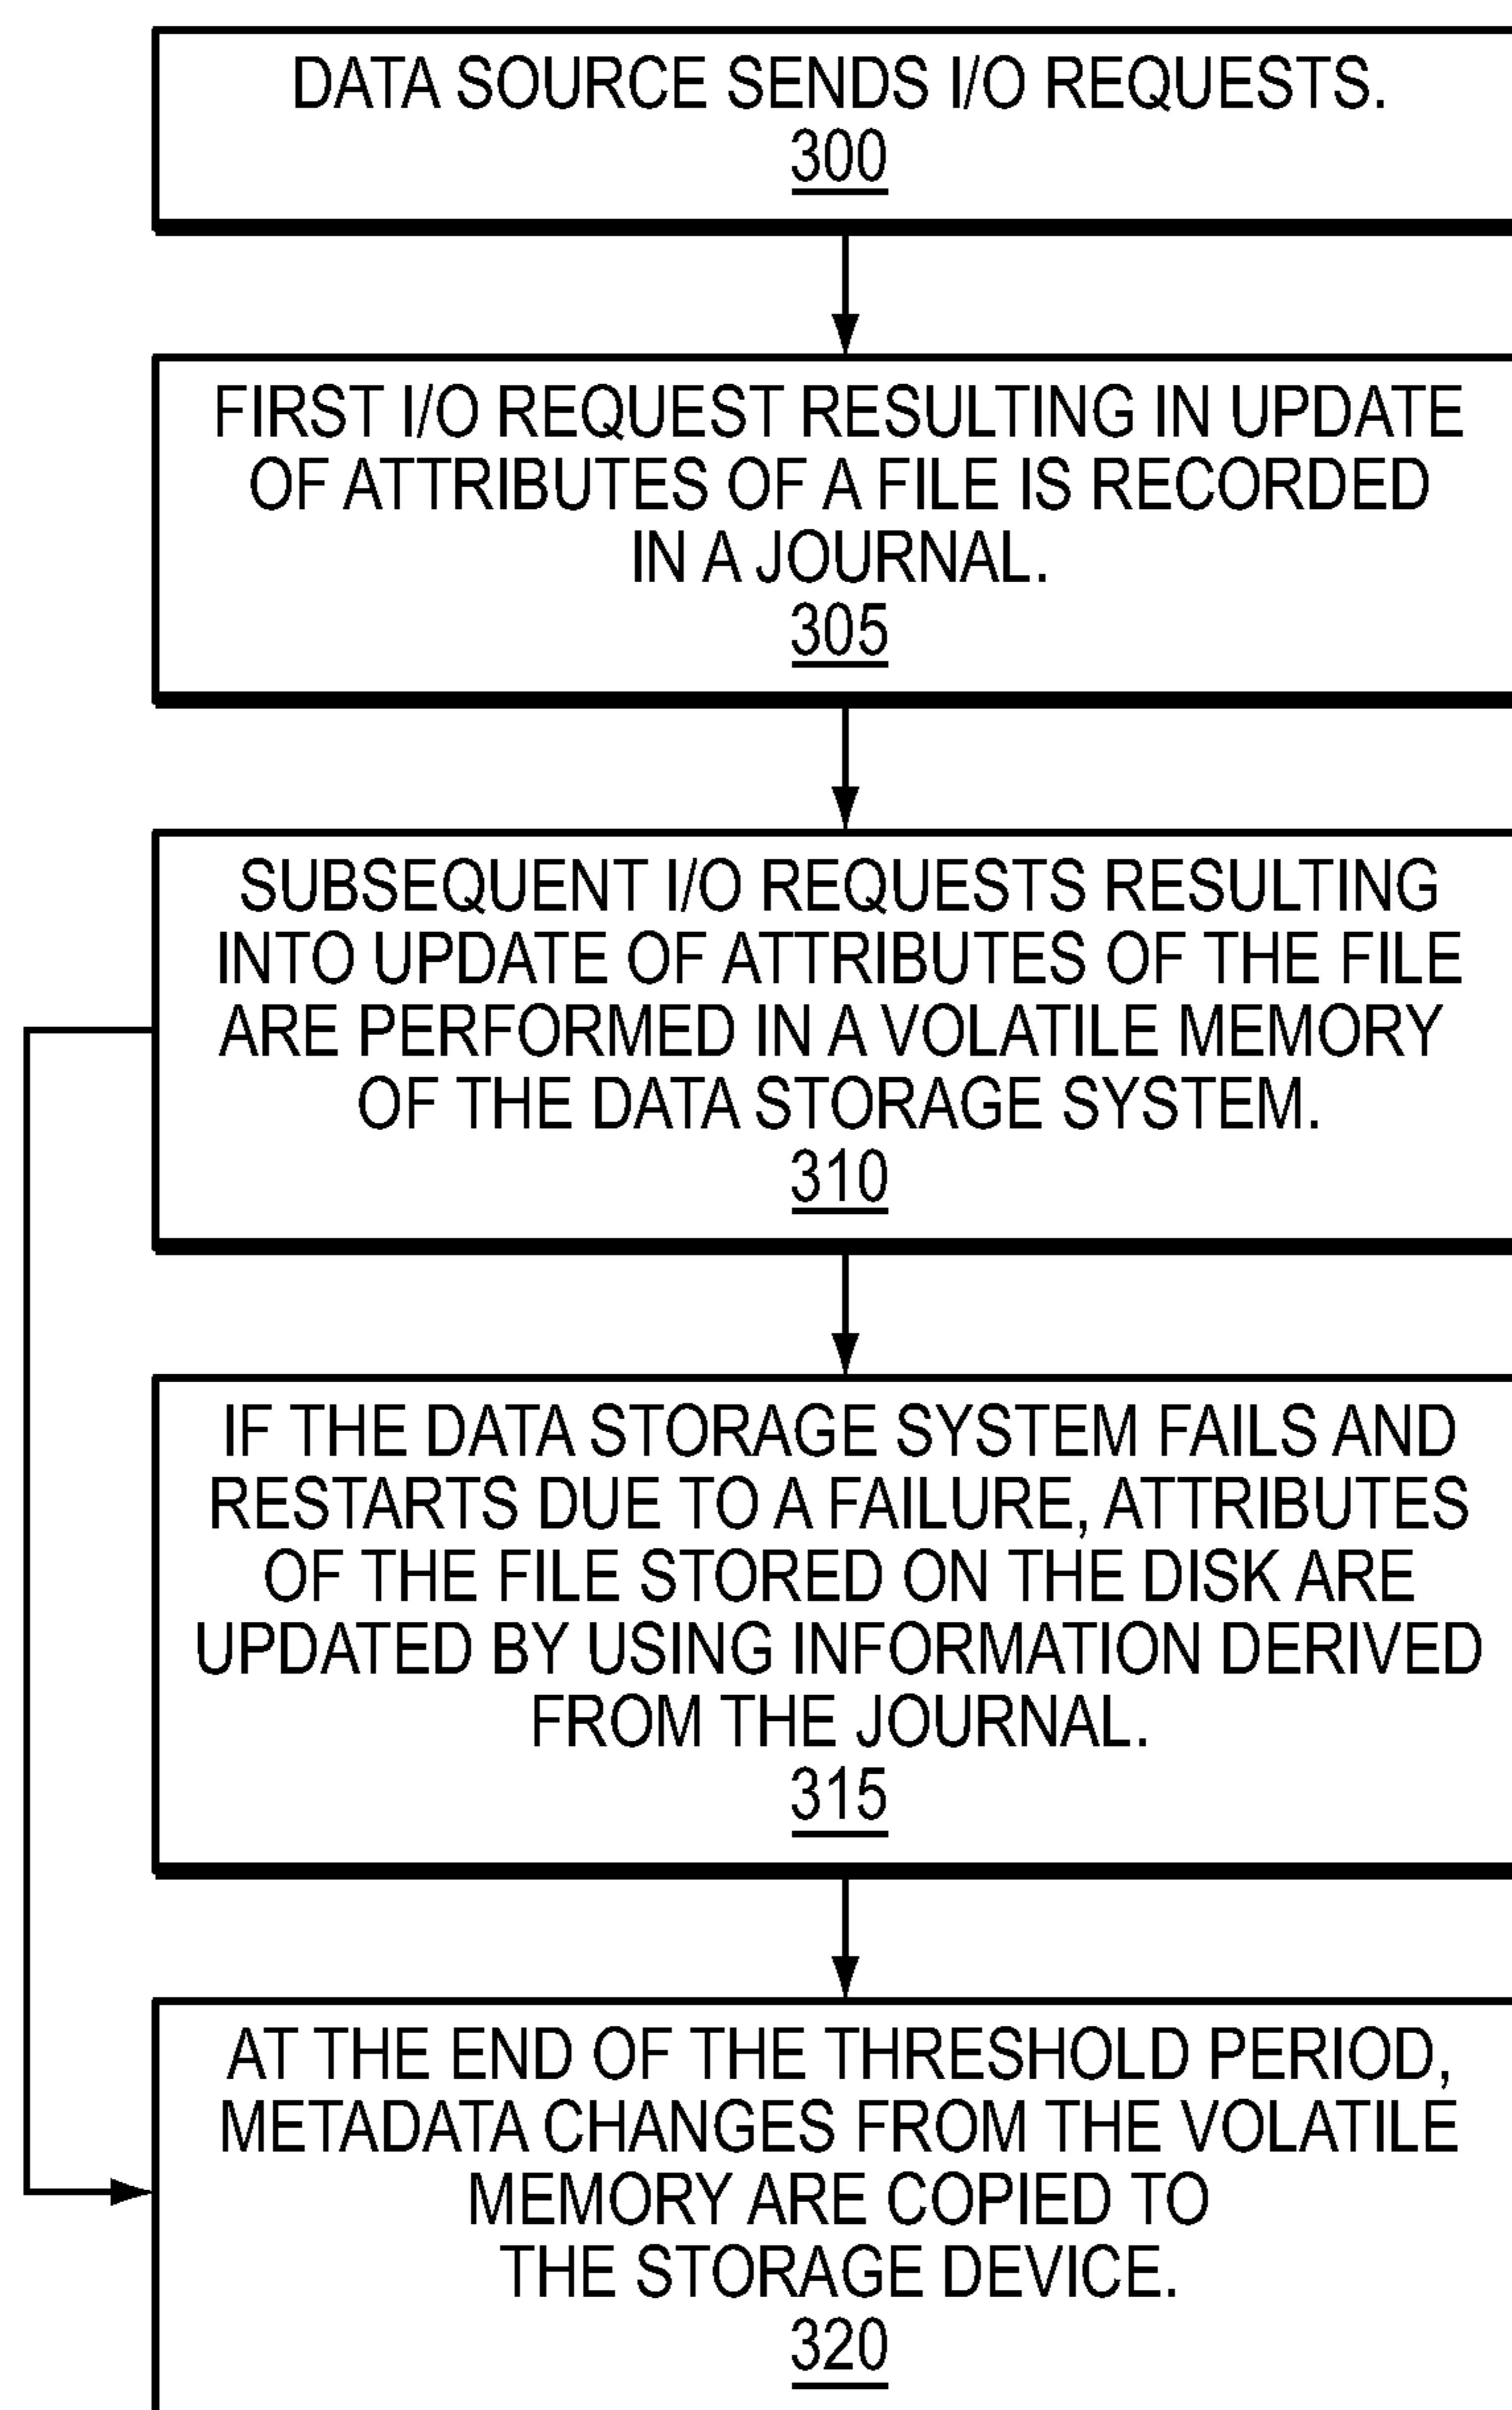 DATA SOURCE SENDS I/O REQUESTS.
300
FIRST I/O REQUEST RESULTING IN UPDATE
OF ATTRIBUTES OF A FILE IS RECORDED
IN A JOURNAL.
305
SUBSEQUENT I/O REQUESTS RESULTING
INTO UPDATE OF ATTRIBUTES OF THE FILE
ARE PERFORMED IN A VOLATILE MEMORY
OF THE DATA STORAGE SYSTEM.
310
IF THE DATA STORAGE SYSTEM FAILS AND
RESTARTS DUE TO A FAILURE, ATTRIBUTES
OF THE FILE STORED ON THE DISK ARE
UPDATED BY USING INFORMATION DERIVED
FROM THE JOURNAL.
315
AT THE END OF THE THRESHOLD PERIOD,
METADATA CHANGES FROM THE VOLATILE
MEMORY ARE COPIED TO
THE STORAGE DEVICE.
320